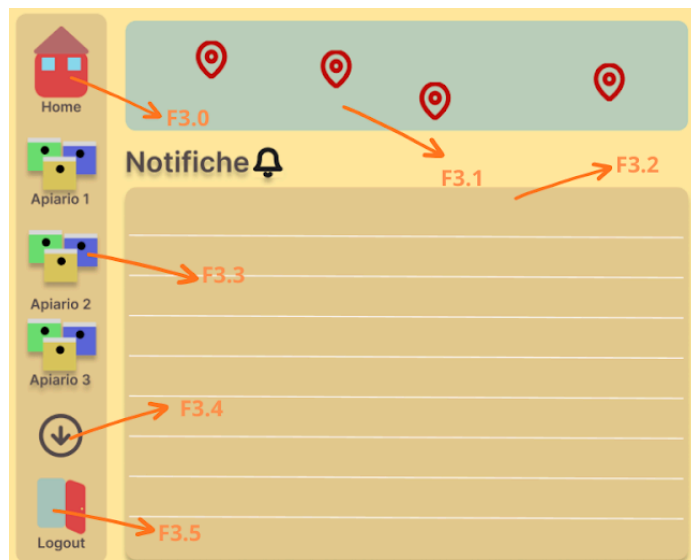 Home
F3.0
Notifiche
F3.1
F3.2
Apiario 1
Apiario 2
F3.3
Apiario 3
F3.4
Logout
F3.5